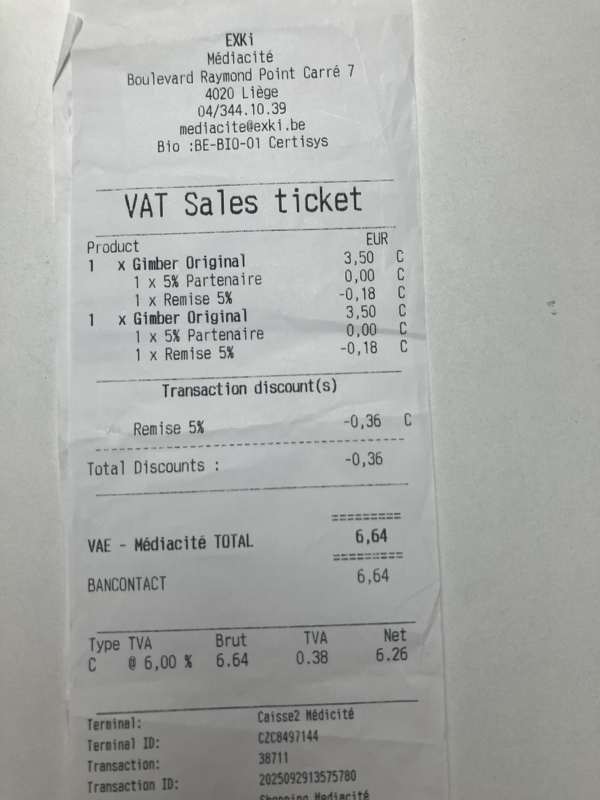 EXKi
Médiacité
Boulevard Raymond Point Carré 7
4020 Liège
04/344.10.39
mediacite@exki.be
Bio :BE-BIO-01 Certisys
VAT Sales ticket
Product EUR
1 x Gimber Original 3,50 C
1 x 5% Partenaire 0,00 C
1 x Remise 5% -0,18 C
1 x Gimber Original 3,50 C
1 x 5% Partenaire 0,00 C
1 x Remise 5% -0,18 C
Transaction discount(s)
Remise 5% -0,36 C
Total Discounts : -0,36
=========
VAE - Médiacité TOTAL 6,64
=========
BANCONTACT 6,64
Type TVA Brut TVA Net
C @ 6,00 % 6.64 0.38 6.26
Terminal: Caisse2 Médicité
Terminal ID: CZC8497144
Transaction: 38711
Transaction ID: 2025092913575780
Shopping Mediacité